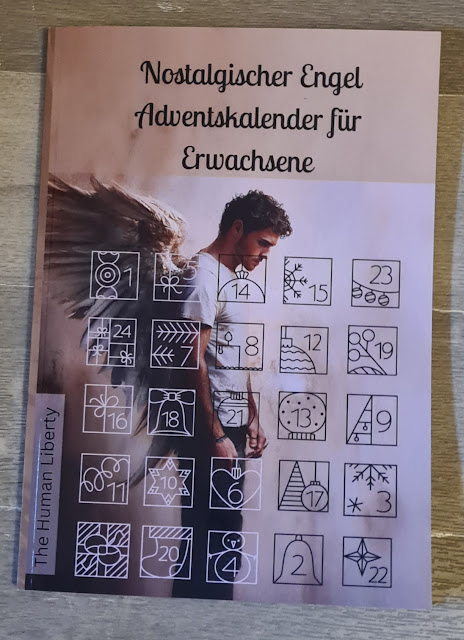 Nostalgischer Engel
Adventskalender für
Erwachsene
1 5 14 15 23
24 7 8 12 19
16 18 21 13 9
11 10 6 17 3
20 4 2 22
The Human Liberty